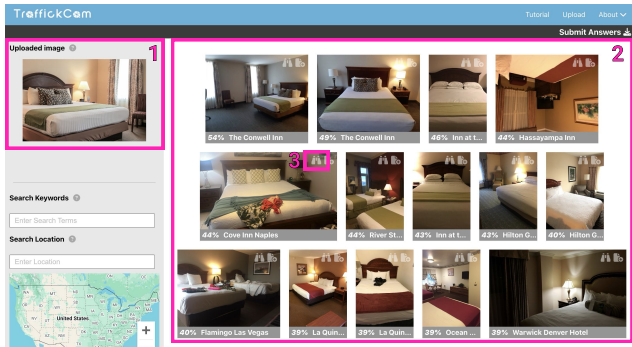 TraffickCam
Tutorial Upload About
Submit Answers
Uploaded image
1
2
54% The Conwell Inn
49% The Conwell Inn
46% Inn at t...
44% Hassayampa Inn
3
44% Cove Inn Naples
44% River St...
43% Inn at t...
43% Hilton G...
40% Hilton G...
Search Keywords
Enter Search Terms
Search Location
Enter Location
United States
+
40% Flamingo Las Vegas
39% La Quin...
39% La Quin...
39% Ocean ...
39% Warwick Denver Hotel